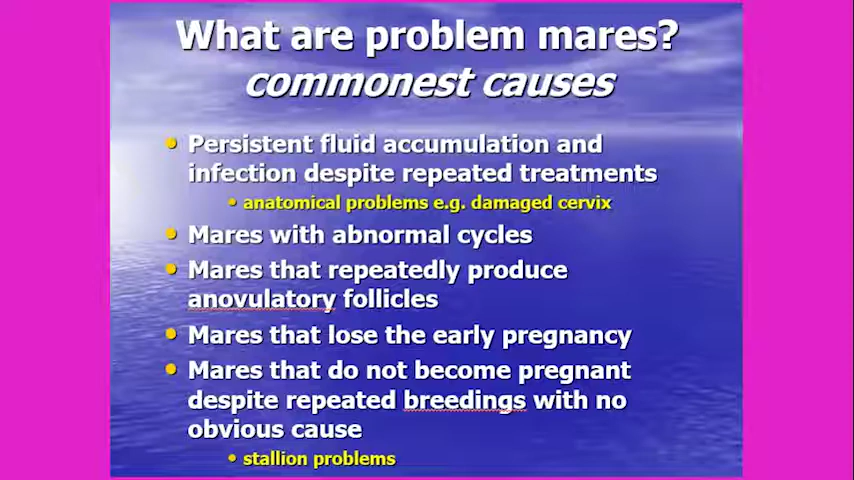 What are problem mares?
commonest causes
• Persistent fluid accumulation and
infection despite repeated treatments
• anatomical problems e.g. damaged cervix
• Mares with abnormal cycles
• Mares that repeatedly produce
anovulatory follicles
• Mares that lose the early pregnancy
• Mares that do not become pregnant
despite repeated breedings with no
obvious cause
• stallion problems